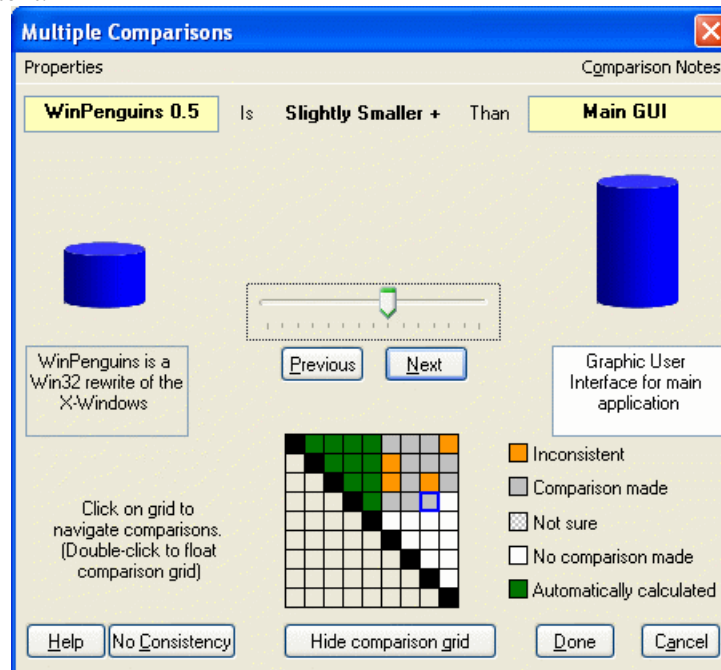 Multiple Comparisons
Properties Comparison Notes
WinPenguins 0.5 Is Slightly Smaller + Than Main GUI
WinPenguins is a
Win32 rewrite of the
X-Windows
Previous Next
Graphic User
Interface for main
application
Click on grid to
navigate comparisons.
(Double-click to float
comparison grid)
Inconsistent
Comparison made
Not sure
No comparison made
Automatically calculated
Help No Consistency Hide comparison grid Done Cancel